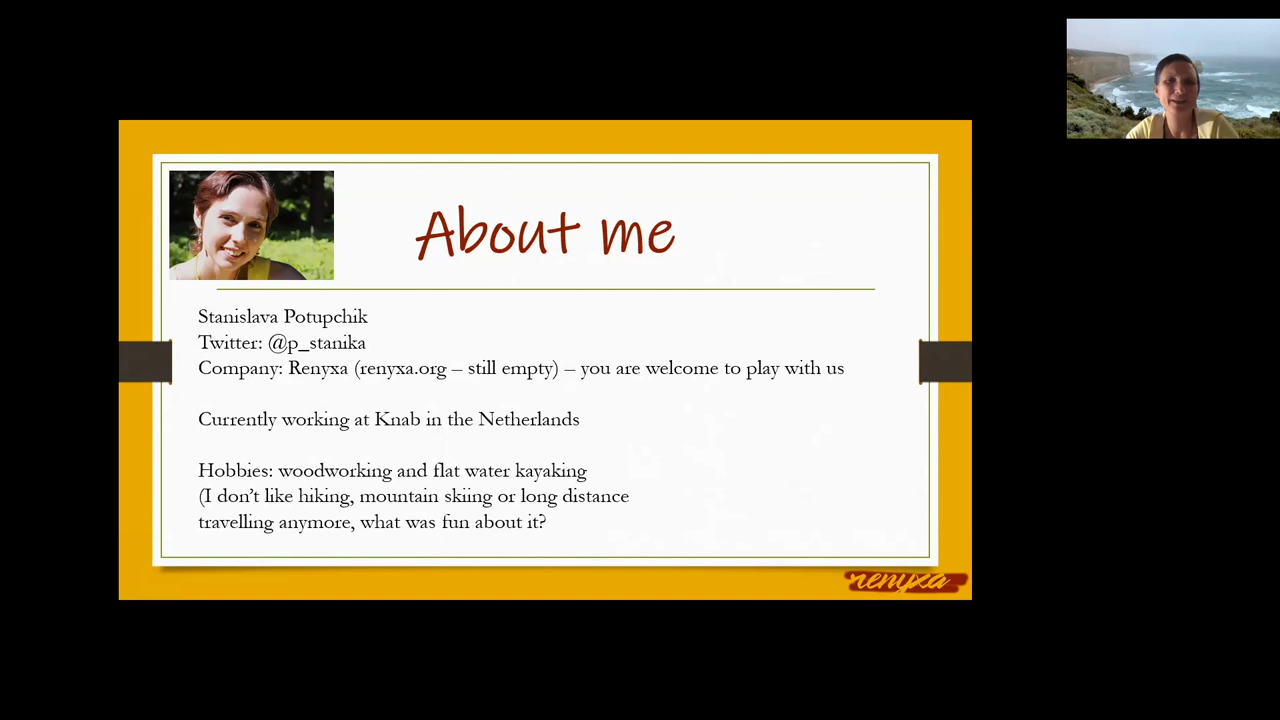 About me
Stanislava Potupchik
Twitter: @p_stanika
Company: Renyxa (renyxa.org – still empty) – you are welcome to play with us
Currently working at Knab in the Netherlands
Hobbies: woodworking and flat water kayaking
(I don't like hiking, mountain skiing or long distance
travelling anymore, what was fun about it?
renyxa